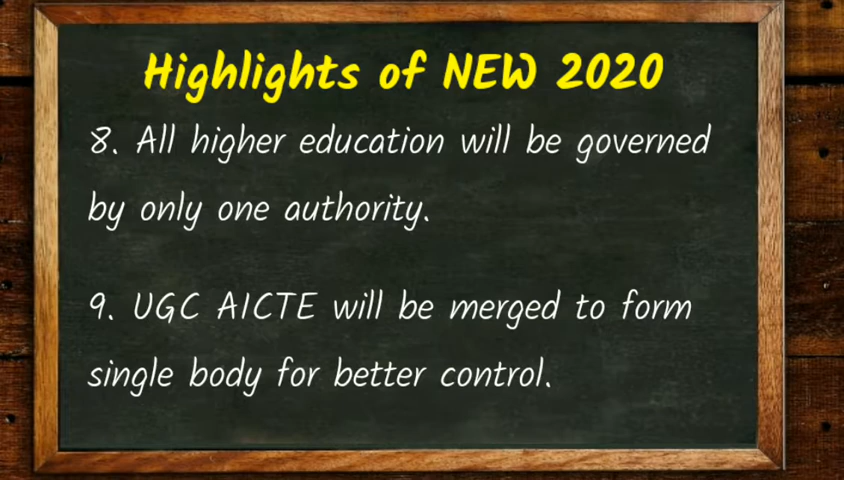 Highlights of NEW 2020
8. All higher education will be governed
by only one authority.
9. UGC AICTE will be merged to form
single body for better control.